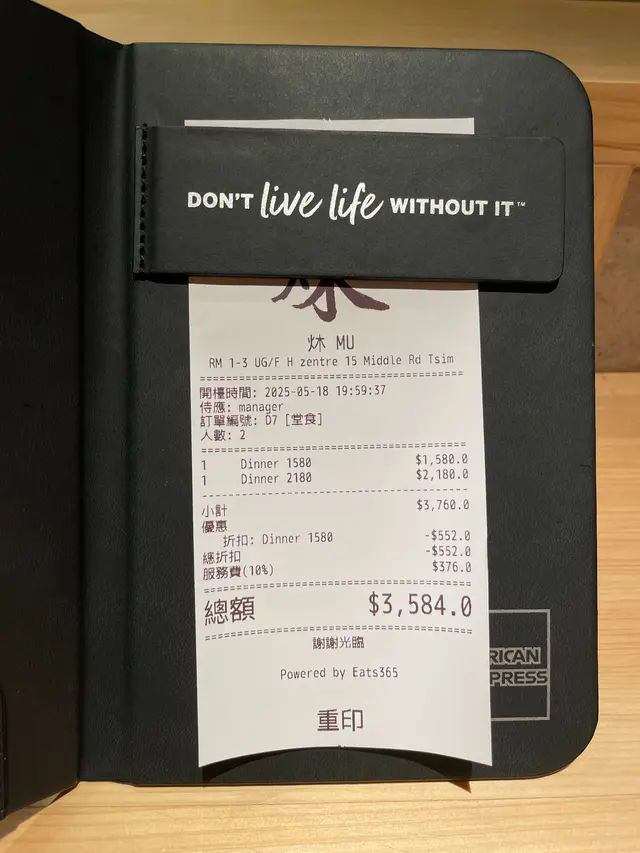 DON'T live life WITHOUT IT™
炑 MU
RM 1-3 UG/F H zentre 15 Middle Rd Tsim
開檯時間: 2025-05-18 19:59:37
侍應: manager
訂單編號: D7 [堂食]
人數: 2
1 Dinner 1580 $1,580.0
1 Dinner 2180 $2,180.0
小計 $3,760.0
優惠
折扣: Dinner 1580 -$552.0
總折扣 -$552.0
服務費(10%) $376.0
總額 $3,584.0
謝謝光臨
RICAN
PRESS
Powered by Eats365
重印